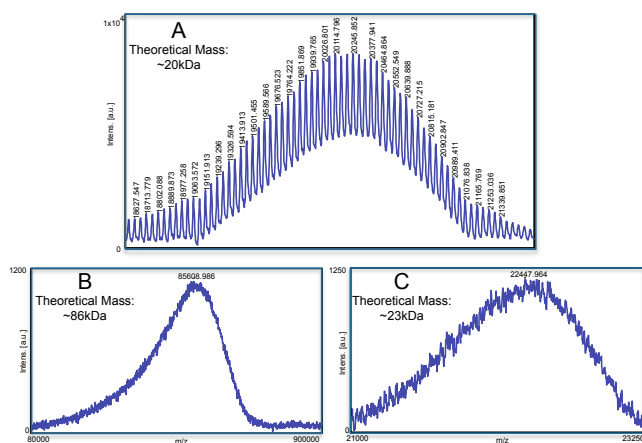 A
Theoretical Mass:
~20kDa
1x10⁴
Intens. [a.u.]
0
18627.547
18713.779
18802.088
18889.873
18977.258
19063.572
19151.913
19239.296
19326.594
19413.913
19501.455
19589.566
19676.523
19764.222
19851.869
19939.765
20026.801
20114.796
20245.852
20377.941
20464.864
20552.549
20639.888
20727.215
20815.181
20902.847
20989.411
21076.838
21165.769
21253.036
21339.851
B
Theoretical Mass:
~86kDa
1200
Intens. [a.u.]
0
85608.986
80000
m/z
900000
C
Theoretical Mass:
~23kDa
1250
Intens. [a.u.]
0
22447.964
21000
m/z